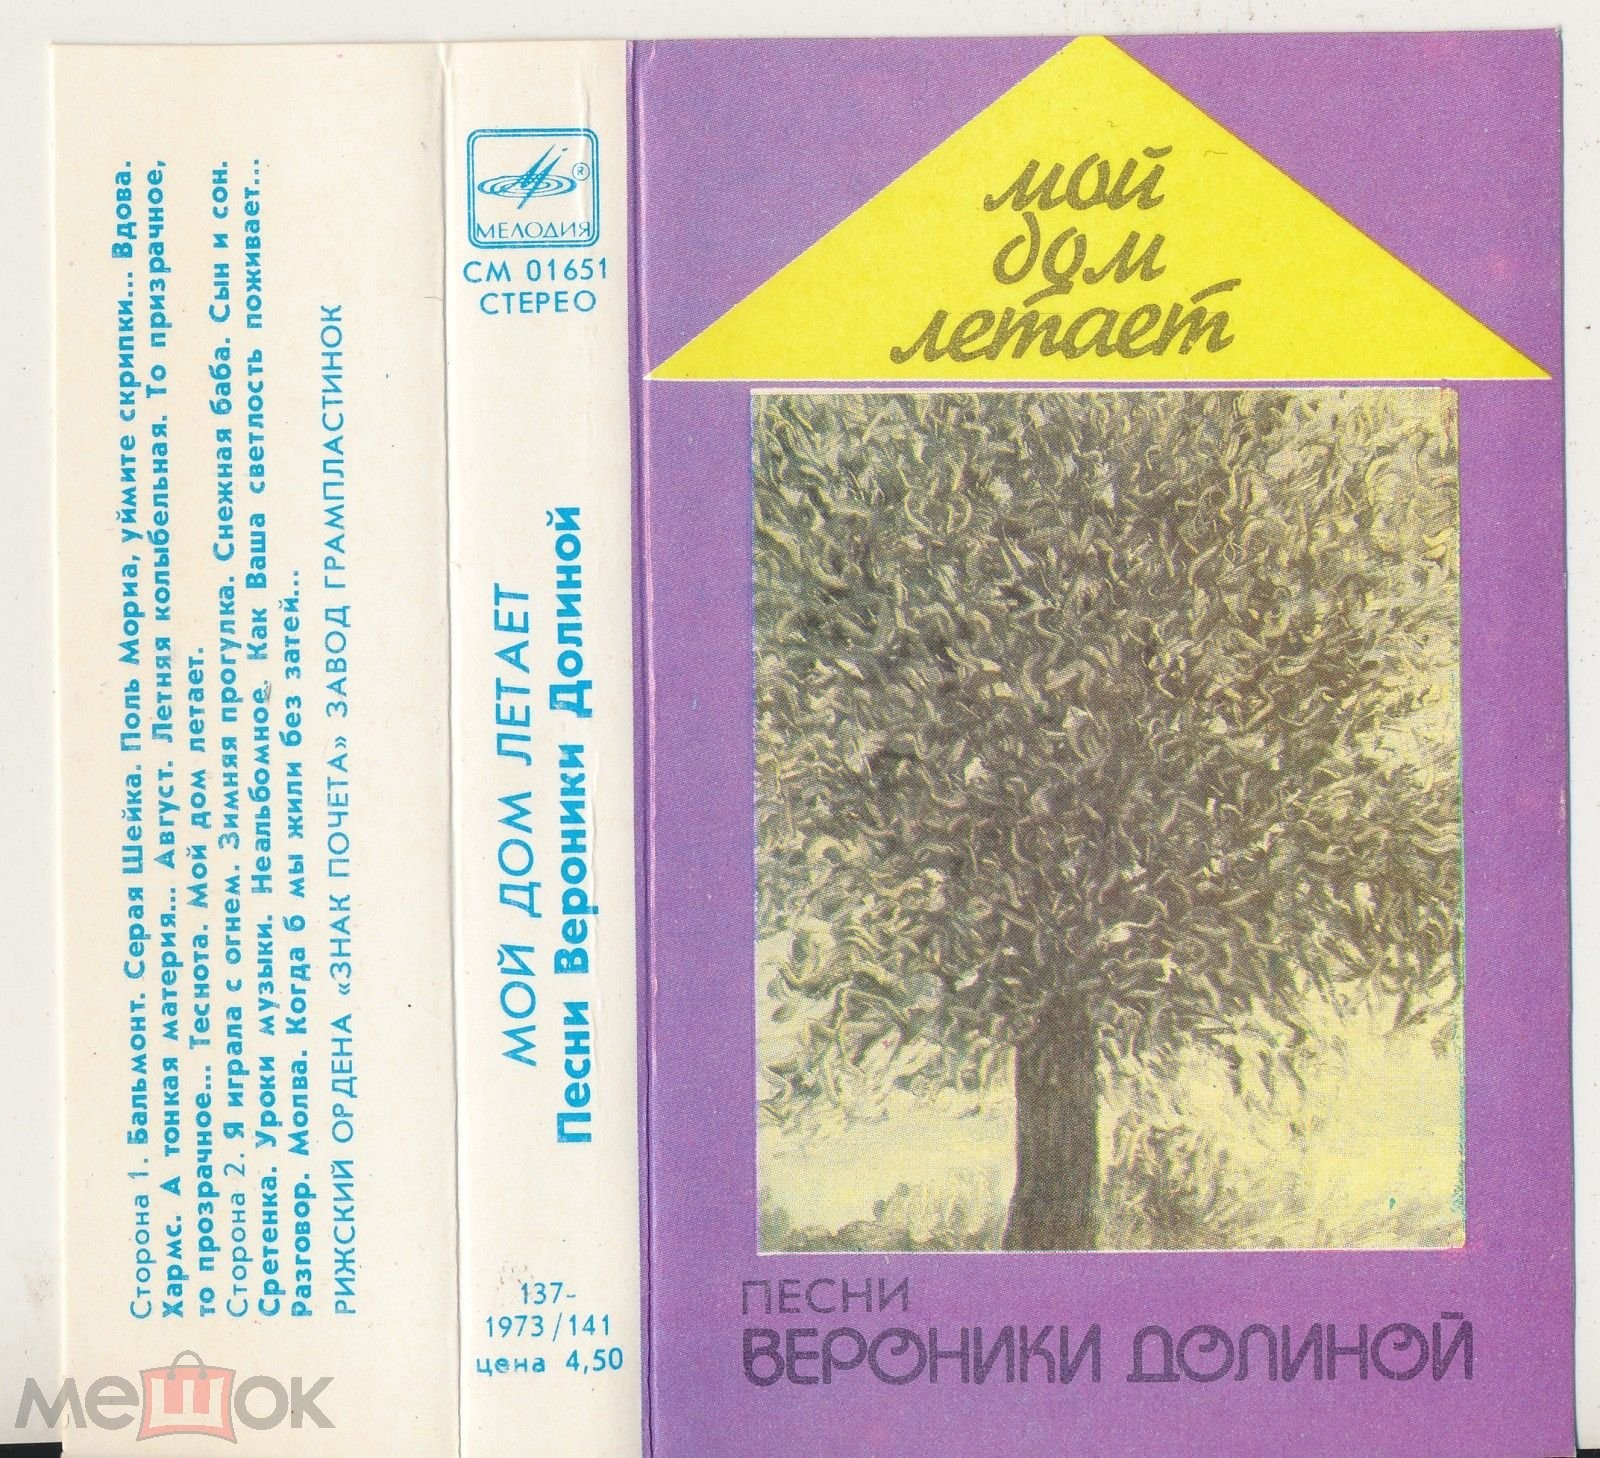 Сторона 1. Бальмонт. Серая Шейка. Поль Мориа, уймите скрипки... Вдова.
Хармс. А тонкая материя... Август. Летняя колыбельная. То призрачное,
то прозрачное... Теснота. Мой дом летает.
Сторона 2. Я играла с огнем. Зимняя прогулка. Снежная баба. Сын и сон.
Сретенка. Уроки музыки. Неальбомное. Как Ваша светлость поживает...
Разговор. Молва. Когда б мы жили без затей...
РИЖСКИЙ ОРДЕНА «ЗНАК ПОЧЕТА» ЗАВОД ГРАМПЛАСТИНОК
МЕЛОДИЯ ®
СМ 01651
СТЕРЕО
МОЙ ДОМ ЛЕТАЕТ
Песни Вероники Долиной
137-
1973/141
цена 4,50
мой
дом
летает
ПЕСНИ
ВЕРОНИКИ ДОЛИНОЙ
мешок